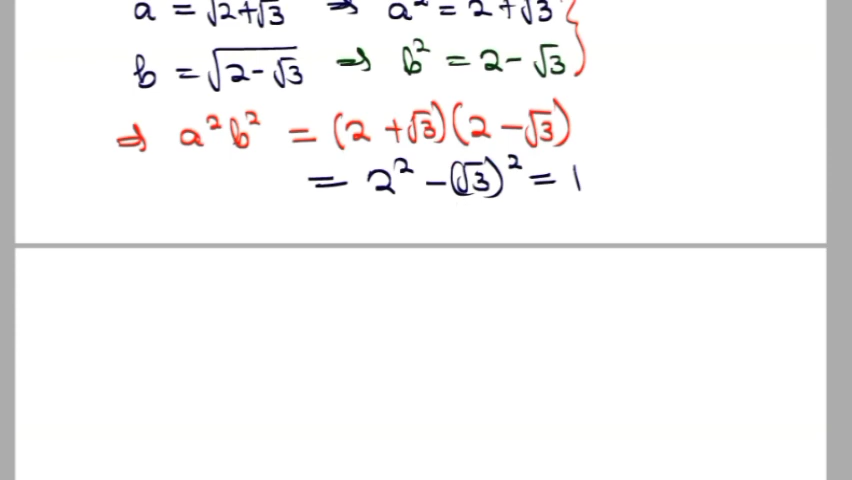 a = √2+√3 ⇒ a² = 2 + √3
b = √2-√3 ⇒ b² = 2 - √3
⇒ a²b² = (2 + √3)(2 - √3)
= 2² - (√3)² = 1